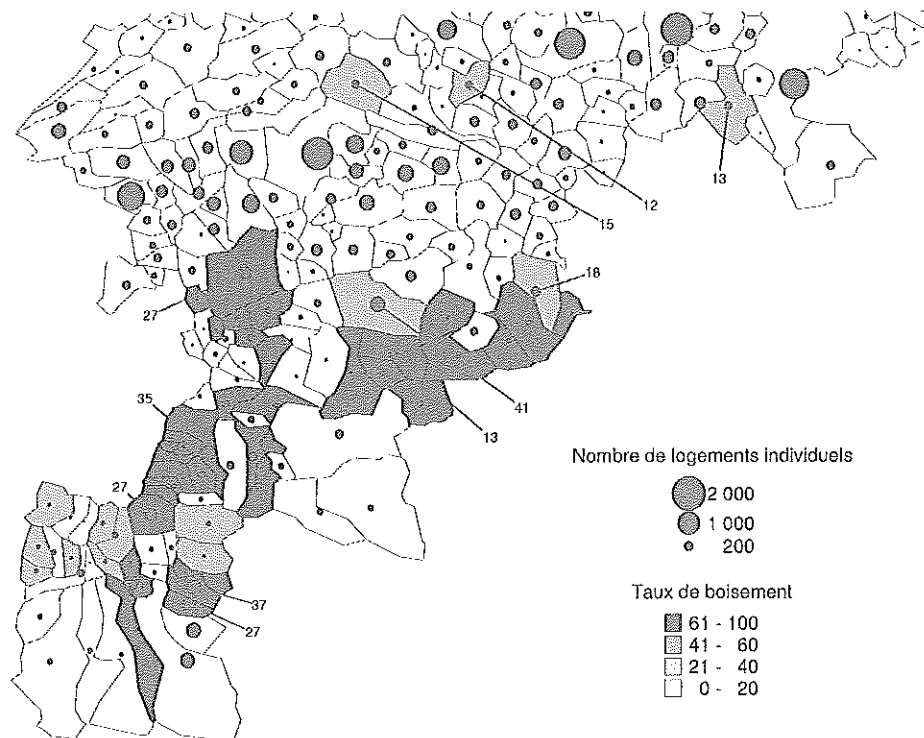 13
12
15
18
27
41
35
13
27
37
27
Nombre de logements individuels
2 000
1 000
200
Taux de boisement
61 - 100
41 - 60
21 - 40
0 - 20